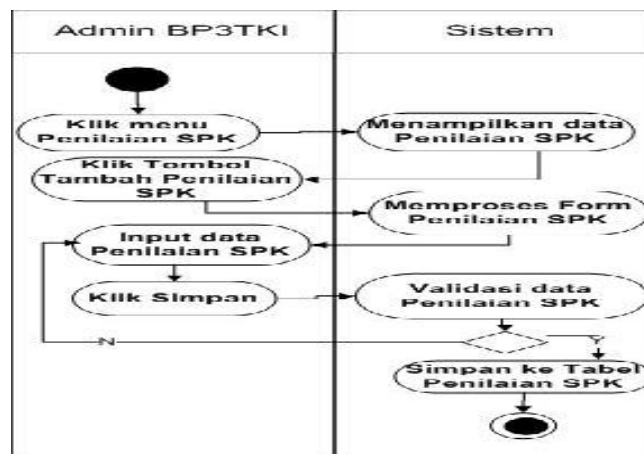 Admin BP3TKI
Sistem
Klik menu
Penilaian SPK
Menampilkan data
Penilaian SPK
Klik Tombol
Tambah Penilaian
SPK
Memproses Form
Penilaian SPK
Input data
Penilaian SPK
Klik Simpan
Validasi data
Penilaian SPK
N
Y
Simpan ke Tabel
Penilaian SPK